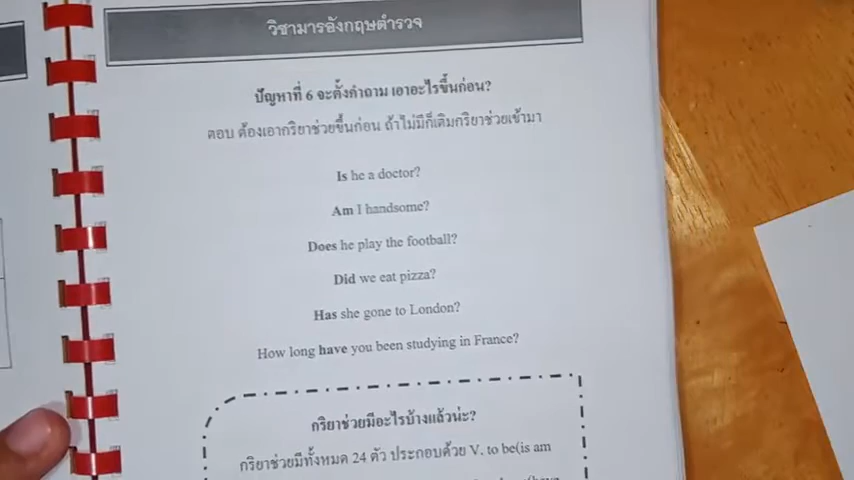 วิชามารอังกฤษตำรวจ
ปัญหาที่ 6 จะตั้งคำถาม เอาอะไรขึ้นก่อน?
ตอบ ต้องเอากริยาช่วยขึ้นก่อน ถ้าไม่มีก็เติมกริยาช่วยเข้ามา
Is he a doctor?
Am I handsome?
Does he play the football?
Did we eat pizza?
Has she gone to London?
How long have you been studying in France?
กริยาช่วยมีอะไรบ้างแล้วน่ะ?
กริยาช่วยมีทั้งหมด 24 ตัว ประกอบด้วย V. to be(is am